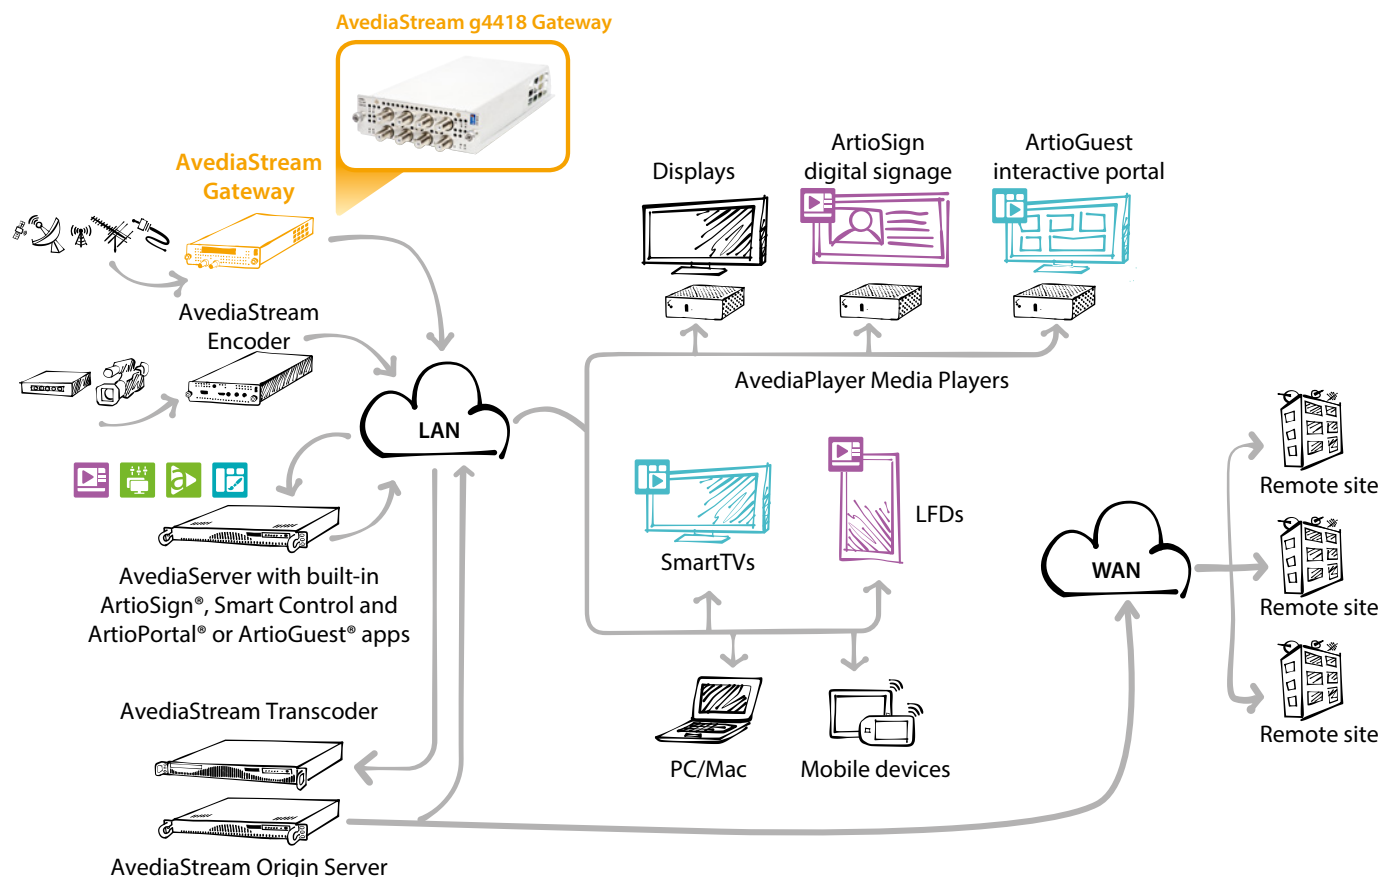 AvediaStream g4418 Gateway
AvediaStream
Gateway
AvediaStream
Encoder
Displays
ArtioSign
digital signage
ArtioGuest
interactive portal
AvediaPlayer Media Players
LAN
SmartTVs
LFDs
AvediaServer with built-in
ArtioSign®, Smart Control and
ArtioPortal® or ArtioGuest® apps
PC/Mac
Mobile devices
WAN
Remote site
Remote site
Remote site
AvediaStream Transcoder
AvediaStream Origin Server